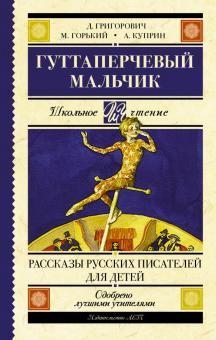 Д. ГРИГОРОВИЧ
М. ГОРЬКИЙ • А. КУПРИН
ГУТТАПЕРЧЕВЫЙ
МАЛЬЧИК
Школьное Чтение
РАССКАЗЫ РУССКИХ ПИСАТЕЛЕЙ
ДЛЯ ДЕТЕЙ
Одобрено
лучшими учителями
Издательство АСТ